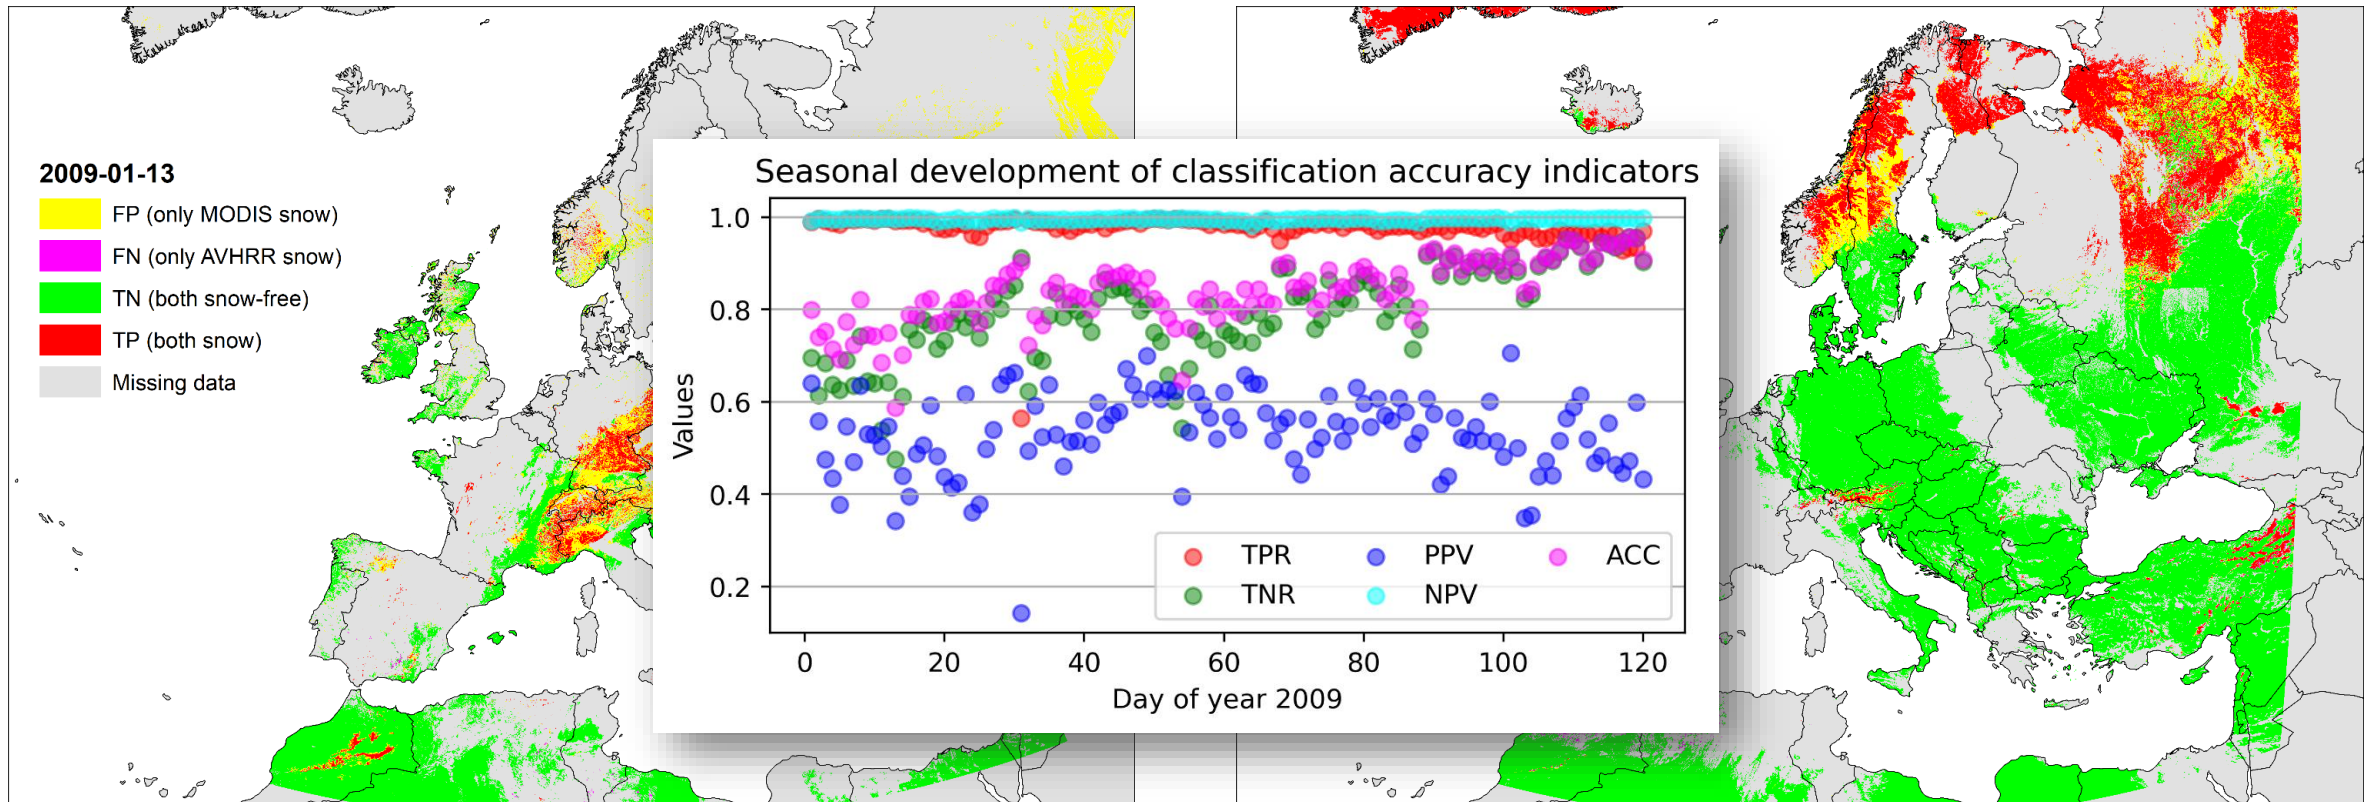 2009-01-13
FP (only MODIS snow)
FN (only AVHRR snow)
TN (both snow-free)
TP (both snow)
Missing data
Seasonal development of classification accuracy indicators
Values
1.0
0.8
0.6
0.4
0.2
TPR PPV ACC
TNR NPV
0 20 40 60 80 100 120
Day of year 2009